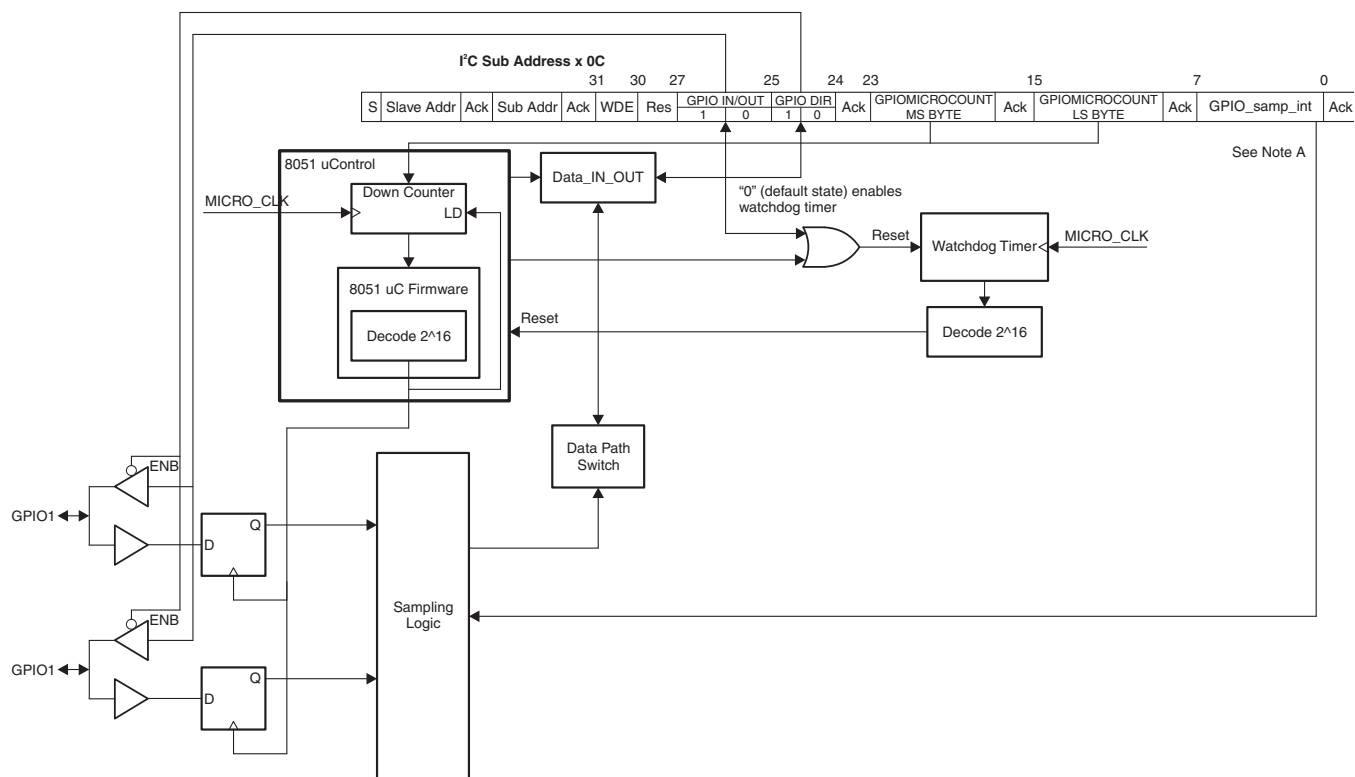 I²C Sub Address x 0C
31 30 27 25 24 23 15 7 0
S Slave Addr Ack Sub Addr Ack WDE Res GPIO IN/OUT 1 0 GPIO DIR 1 0 Ack GPIOMICROCOUNT MS BYTE Ack GPIOMICROCOUNT LS BYTE Ack GPIO_samp_int Ack
See Note A
8051 uControl
MICRO_CLK
Down Counter
LD
Data_IN_OUT
"0" (default state) enables
watchdog timer
Reset
Watchdog Timer
MICRO_CLK
8051 uC Firmware
Decode 2^16
Reset
Decode 2^16
Data Path
Switch
ENB
GPIO1
Q
D
Sampling
Logic
ENB
GPIO1
Q
D